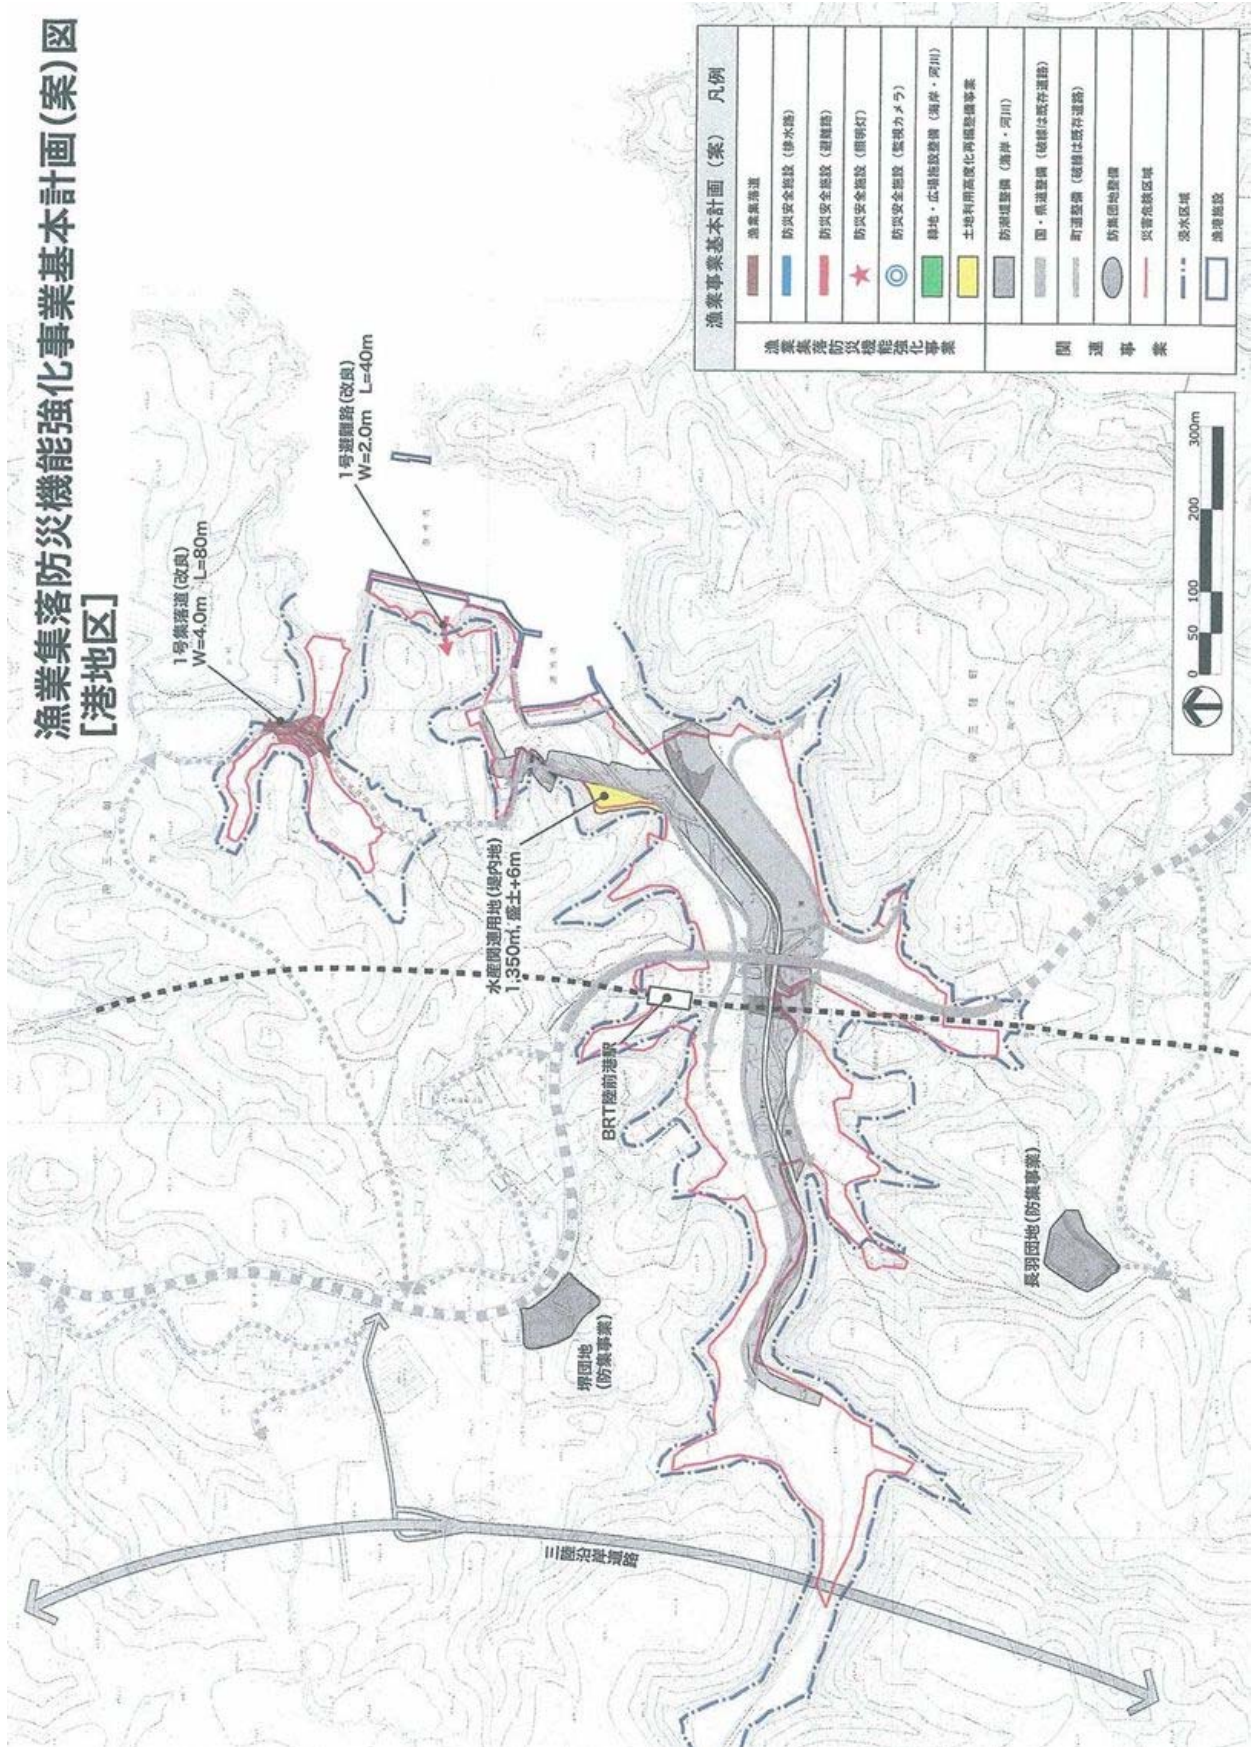 漁業集落防災機能強化事業基本計画(案)図
[港地区]
1号集落道(改良)
W=4.0m L=80m
1号避難路(改良)
W=2.0m L=40m
水産関連用地(堤内地)
1,350㎡, 盛土+6m
BRT陸前港駅
堺団地
(防集事業)
長羽団地(防集事業)
三陸沿岸道路
漁業事業基本計画(案) 凡例
漁業集落防災機能強化事業
漁業集落道
防災安全施設(排水路)
防災安全施設(避難路)
防災安全施設(照明灯)
防災安全施設(監視カメラ)
緑地・広場施設整備(海岸・河川)
土地利用高度化再編整備事業
関連事業
防潮堤整備(海岸・河川)
国・県道整備(破線は既存道路)
町道整備(破線は既存道路)
防集団地整備
災害危険区域
浸水区域
漁港施設
0 50 100 200 300m